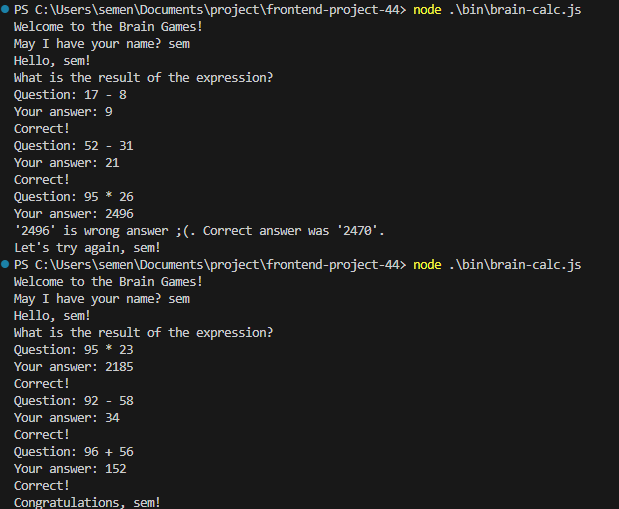 PS C:\Users\semen\Documents\project\frontend-project-44> node .\bin\brain-calc.js
Welcome to the Brain Games!
May I have your name? sem
Hello, sem!
What is the result of the expression?
Question: 17 - 8
Your answer: 9
Correct!
Question: 52 - 31
Your answer: 21
Correct!
Question: 95 * 26
Your answer: 2496
'2496' is wrong answer ;(. Correct answer was '2470'.
Let's try again, sem!
PS C:\Users\semen\Documents\project\frontend-project-44> node .\bin\brain-calc.js
Welcome to the Brain Games!
May I have your name? sem
Hello, sem!
What is the result of the expression?
Question: 95 * 23
Your answer: 2185
Correct!
Question: 92 - 58
Your answer: 34
Correct!
Question: 96 + 56
Your answer: 152
Correct!
Congratulations, sem!